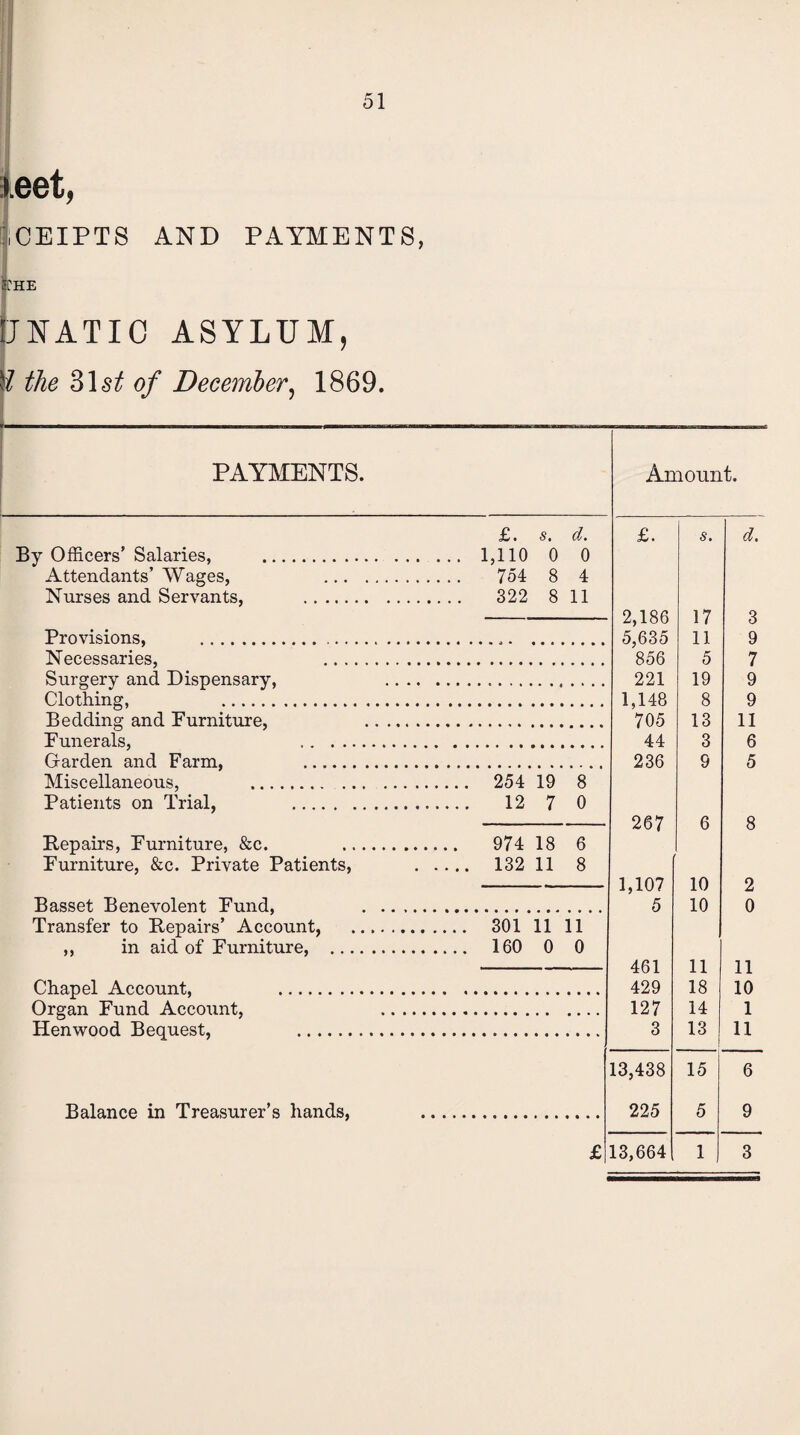 51
eet,
CEIPTS AND PAYMENTS,
HE
UNATIC ASYLUM,
the 31st of December, 1869.
PAYMENTS. Amount.
£. s. d. £. s. d.
By Officers' Salaries, 1,110 0 0
Attendants' Wages, 754 8 4
Nurses and Servants, 322 8 11
2,186 17 3
Provisions, 5,635 11 9
Necessaries, 856 5 7
Surgery and Dispensary, 221 19 9
Clothing, 1,148 8 9
Bedding and Furniture, 705 13 11
Funerals, 44 3 6
Garden and Farm, 236 9 5
Miscellaneous, 254 19 8
Patients on Trial, 12 7 0
267 6 8
Repairs, Furniture, &c. 974 18 6
Furniture, &c. Private Patients, 132 11 8
1,107 10 2
Basset Benevolent Fund, 5 10 0
Transfer to Repairs' Account, 301 11 11
,, in aid of Furniture, 160 0 0
461 11 11
Chapel Account, 429 18 10
Organ Fund Account, 127 14 1
Henwood Bequest, 3 13 11
13,438 15 6
Balance in Treasurer's hands, 225 5 9
£ 13,664 1 3